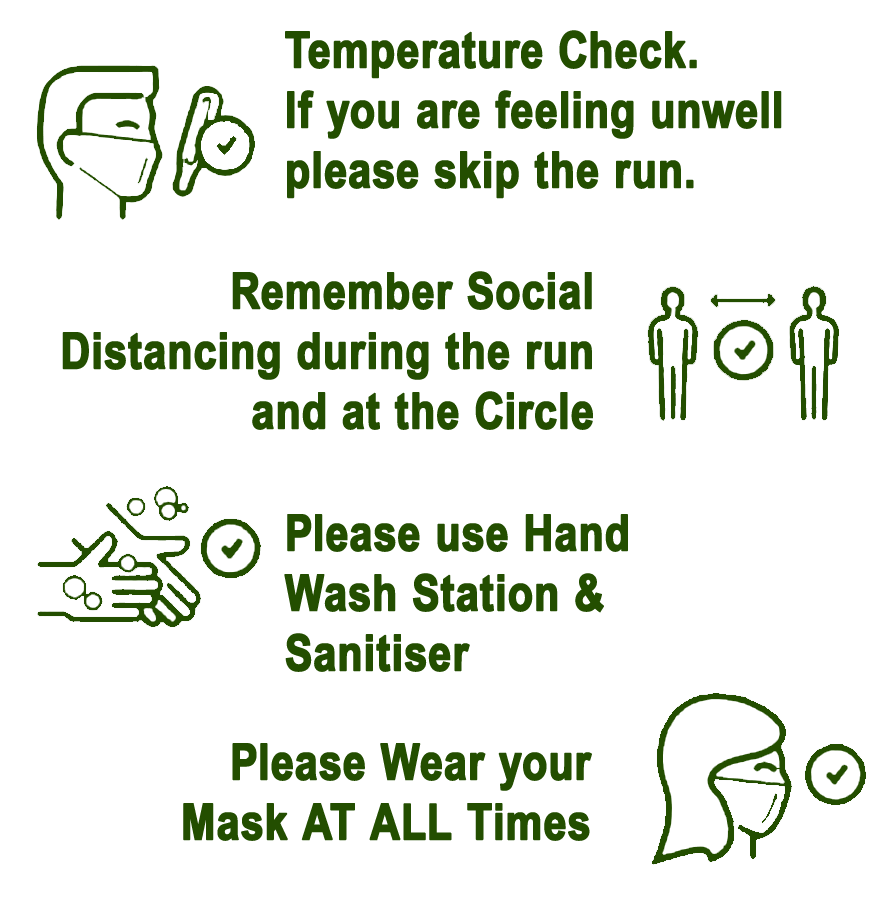 Temperature Check.
If you are feeling unwell
please skip the run.
Remember Social
Distancing during the run
and at the Circle
Please use Hand
Wash Station &
Sanitiser
Please Wear your
Mask AT ALL Times